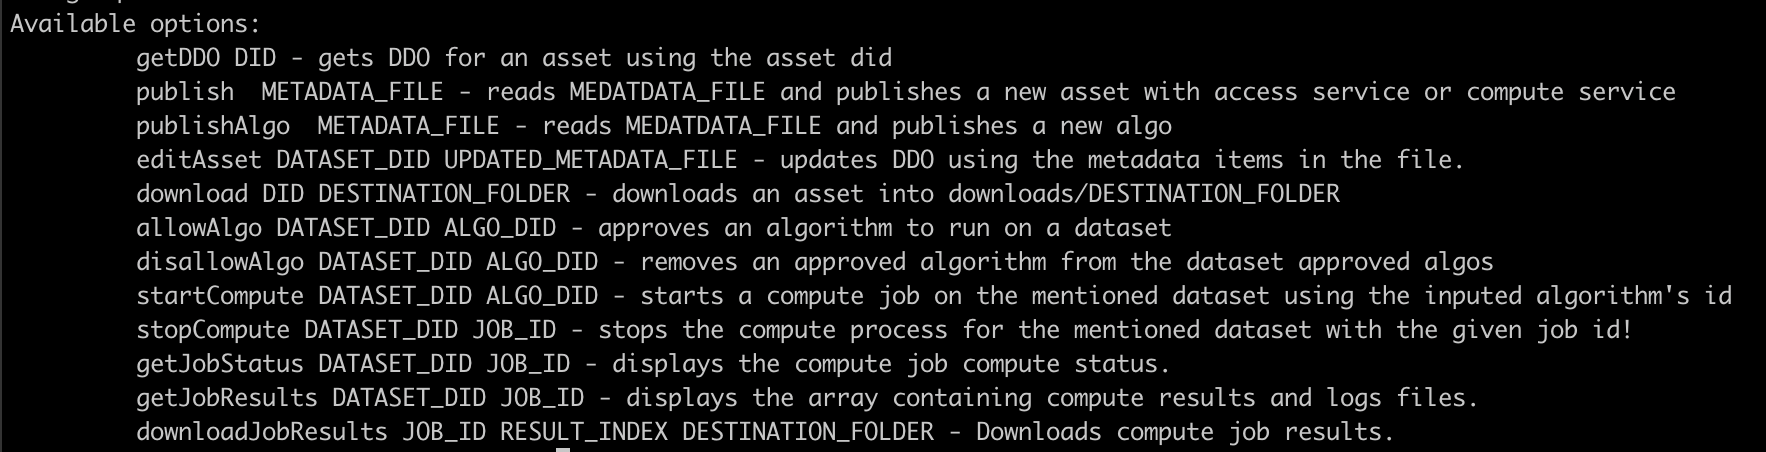 Available options:
getDDO DID - gets DDO for an asset using the asset did
publish  METADATA_FILE - reads MEDATDATA_FILE and publishes a new asset with access service or compute service
publishAlgo  METADATA_FILE - reads MEDATDATA_FILE and publishes a new algo
editAsset DATASET_DID UPDATED_METADATA_FILE - updates DDO using the metadata items in the file.
download DID DESTINATION_FOLDER - downloads an asset into downloads/DESTINATION_FOLDER
allowAlgo DATASET_DID ALGO_DID - approves an algorithm to run on a dataset
disallowAlgo DATASET_DID ALGO_DID - removes an approved algorithm from the dataset approved algos
startCompute DATASET_DID ALGO_DID - starts a compute job on the mentioned dataset using the inputed algorithm's id
stopCompute DATASET_DID JOB_ID - stops the compute process for the mentioned dataset with the given job id!
getJobStatus DATASET_DID JOB_ID - displays the compute job compute status.
getJobResults DATASET_DID JOB_ID - displays the array containing compute results and logs files.
downloadJobResults JOB_ID RESULT_INDEX DESTINATION_FOLDER - Downloads compute job results.